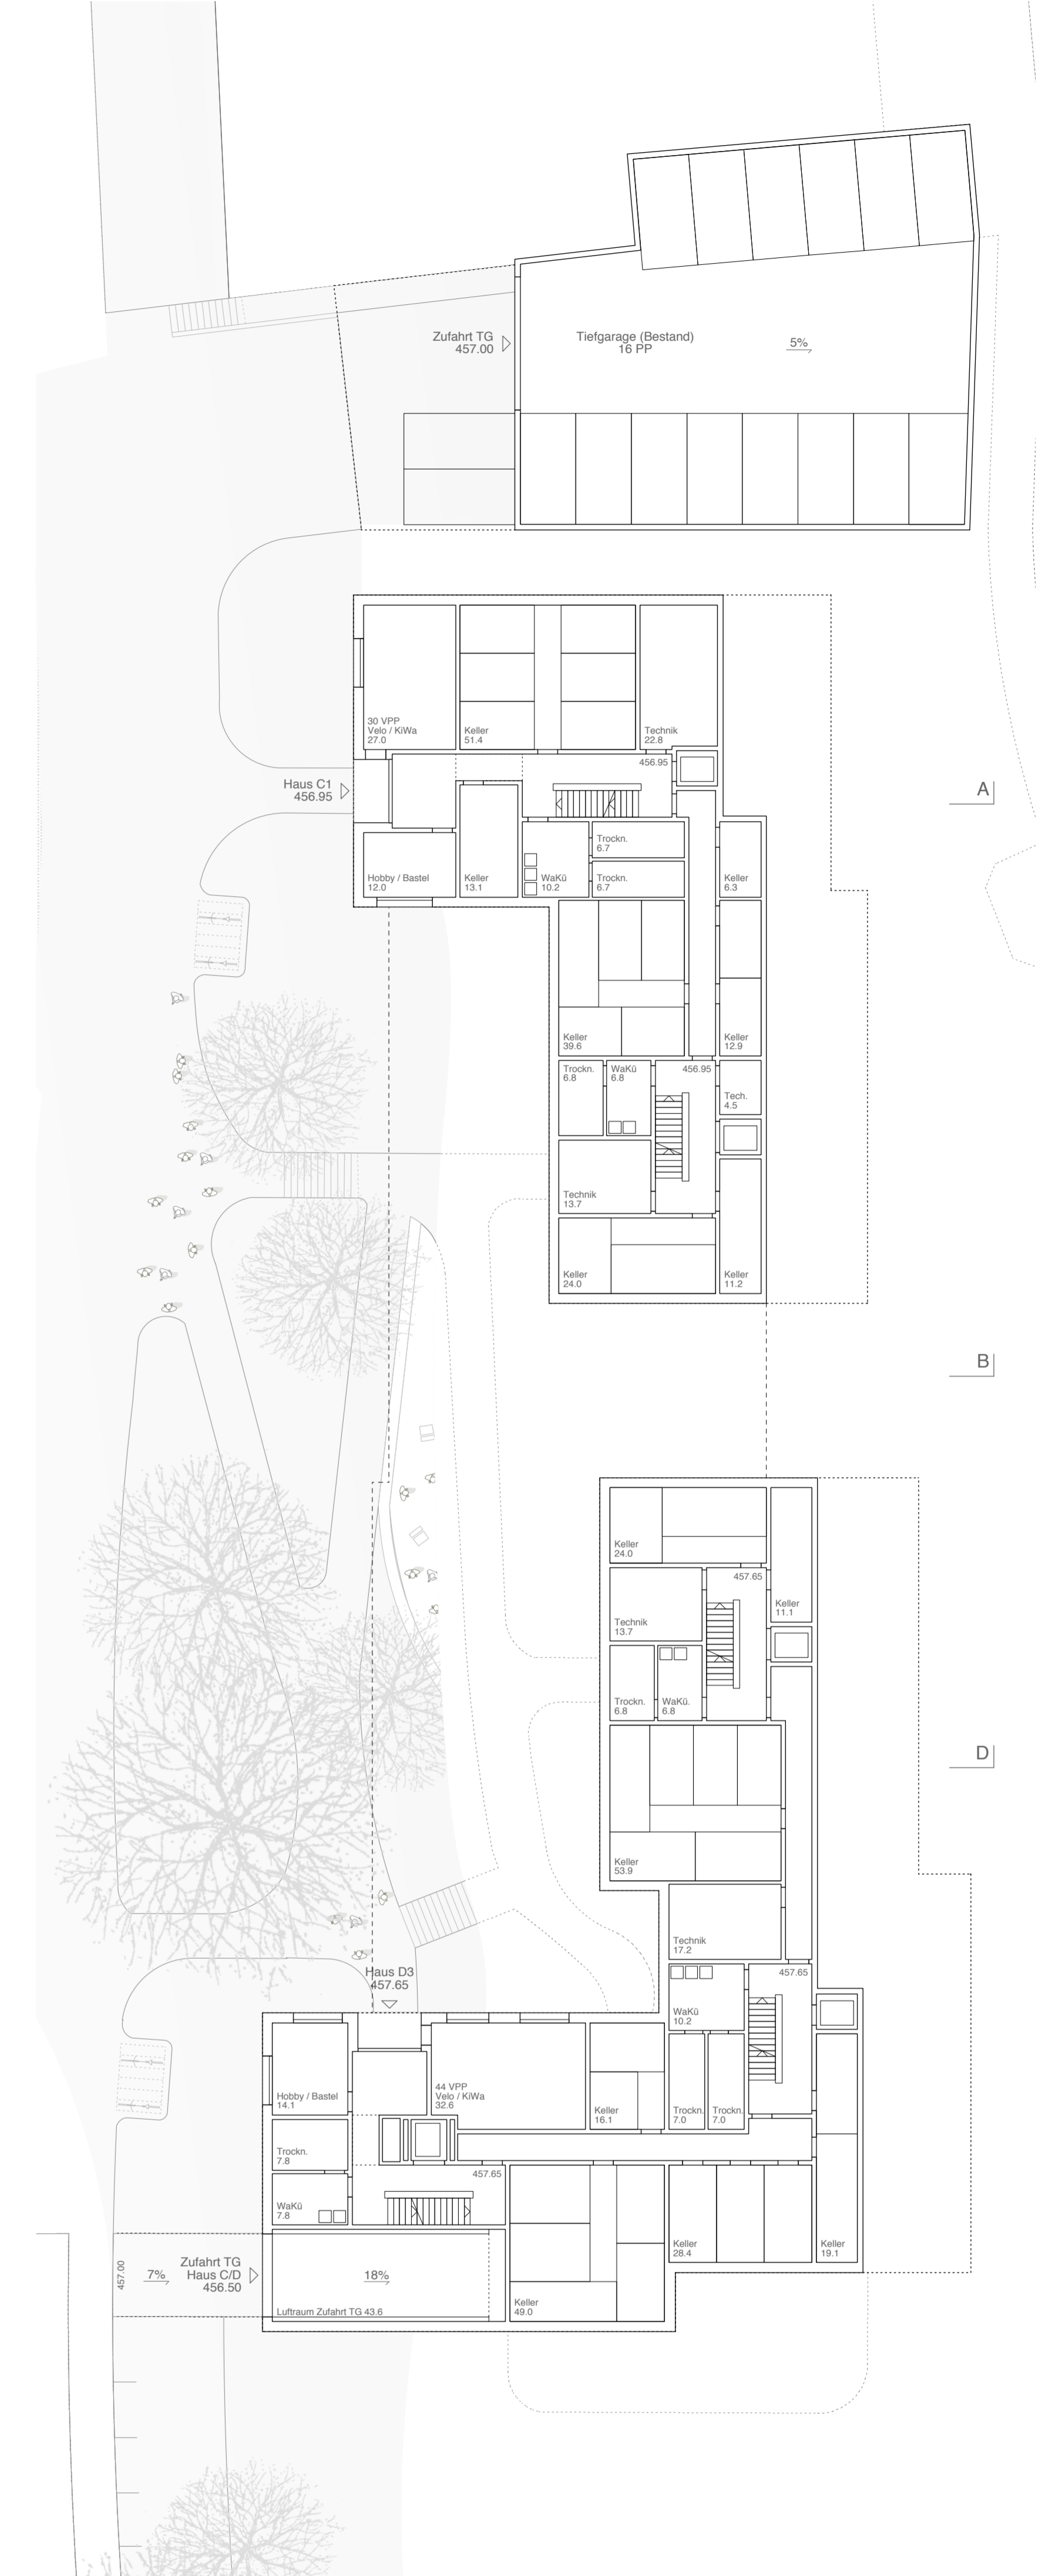 Zufahrt TG
457.00
Tiefgarage (Bestand)
16 PP
5%
30 VPP
Velo / KiWa
27.0
Keller
51.4
Technik
22.8
456.95
Haus C1
456.95
A
Hobby / Bastel
12.0
Keller
13.1
WaKü
10.2
Trockn.
6.7
Trockn.
6.7
Keller
6.3
Keller
39.6
Keller
12.9
Trockn.
6.8
WaKü
6.8
456.95
Tech.
4.5
Technik
13.7
Keller
24.0
Keller
11.2
B
Keller
24.0
457.65
Keller
11.1
Technik
13.7
Trockn.
6.8
WaKü.
6.8
D
Keller
53.9
Technik
17.2
Haus D3
457.65
457.65
WaKü
10.2
Hobby / Bastel
14.1
44 VPP
Velo / KiWa
32.6
Keller
16.1
Trockn.
7.0
Trockn.
7.0
Trockn.
7.8
457.65
WaKü
7.8
Keller
28.4
Keller
19.1
457.00
7%
Zufahrt TG
Haus C/D
456.50
18%
Luftraum Zufahrt TG 43.6
Keller
49.0